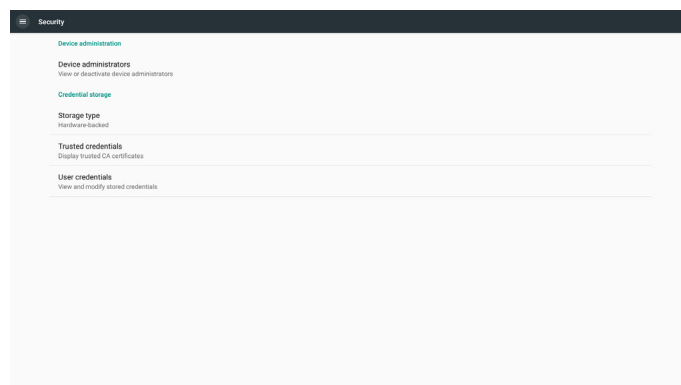 Security
Device administration
Device administrators
View or deactivate device administrators
Credential storage
Storage type
Hardware-backed
Trusted credentials
Display trusted CA certificates
User credentials
View and modify stored credentials